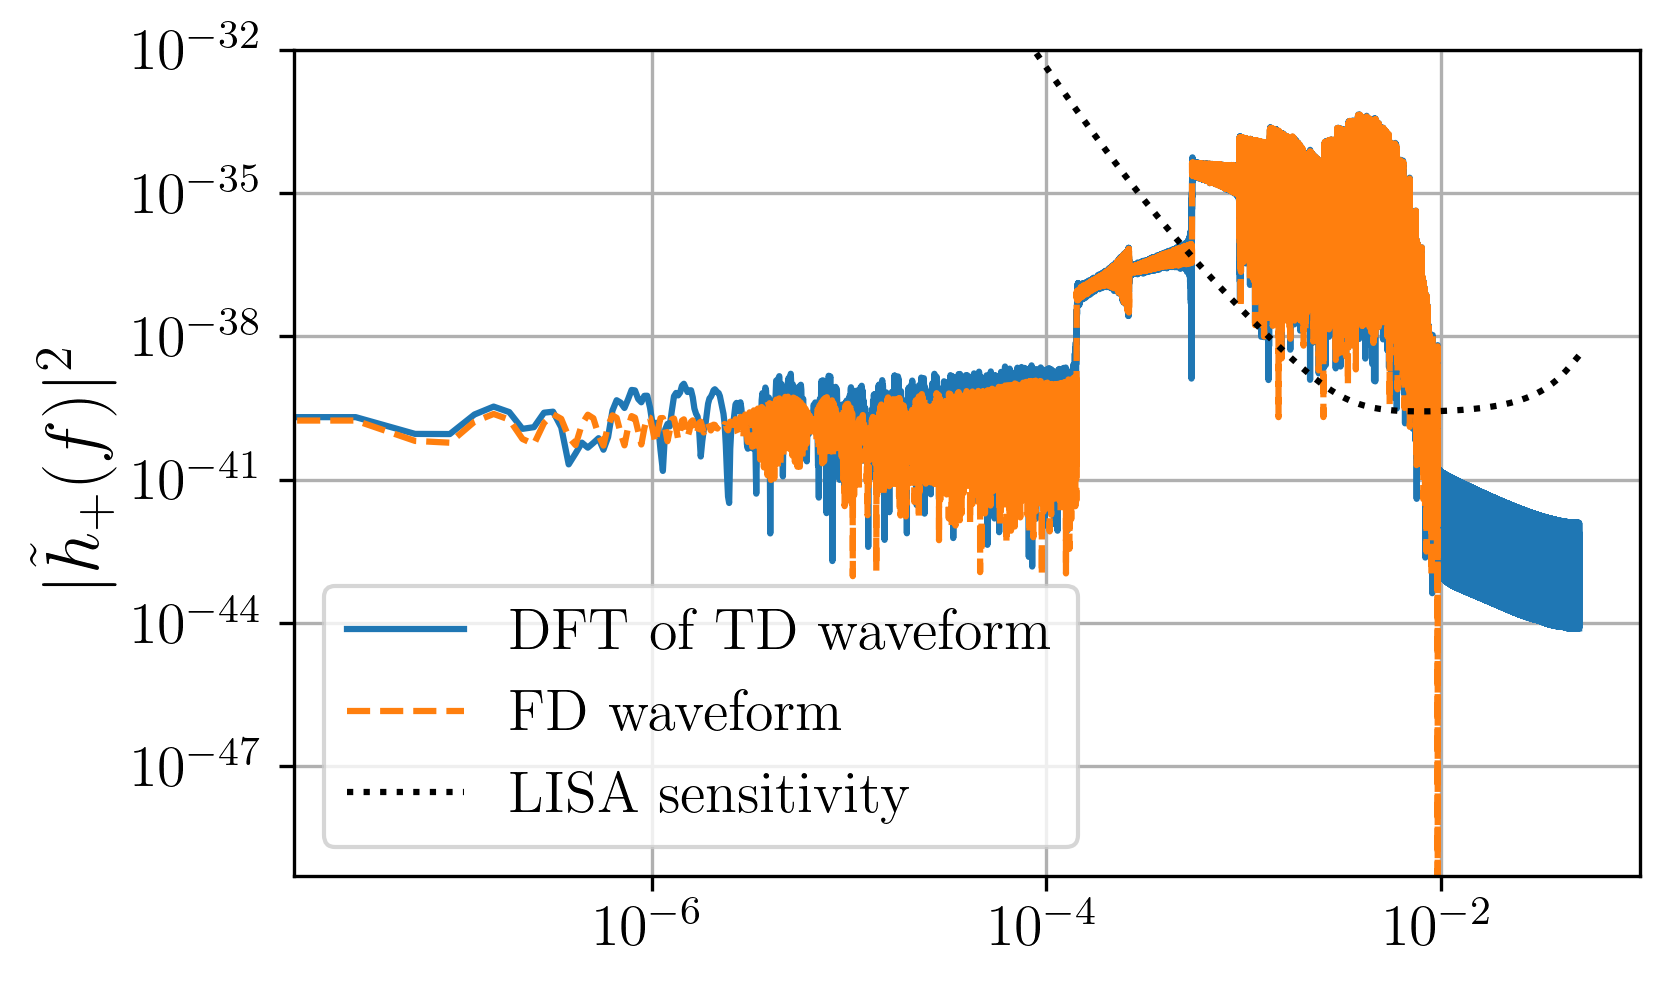 10^{-32}
10^{-35}
10^{-38}
10^{-41}
10^{-44}
10^{-47}
|\tilde{h}_+(f)|^2
DFT of TD waveform
FD waveform
LISA sensitivity
10^{-6} 10^{-4} 10^{-2}